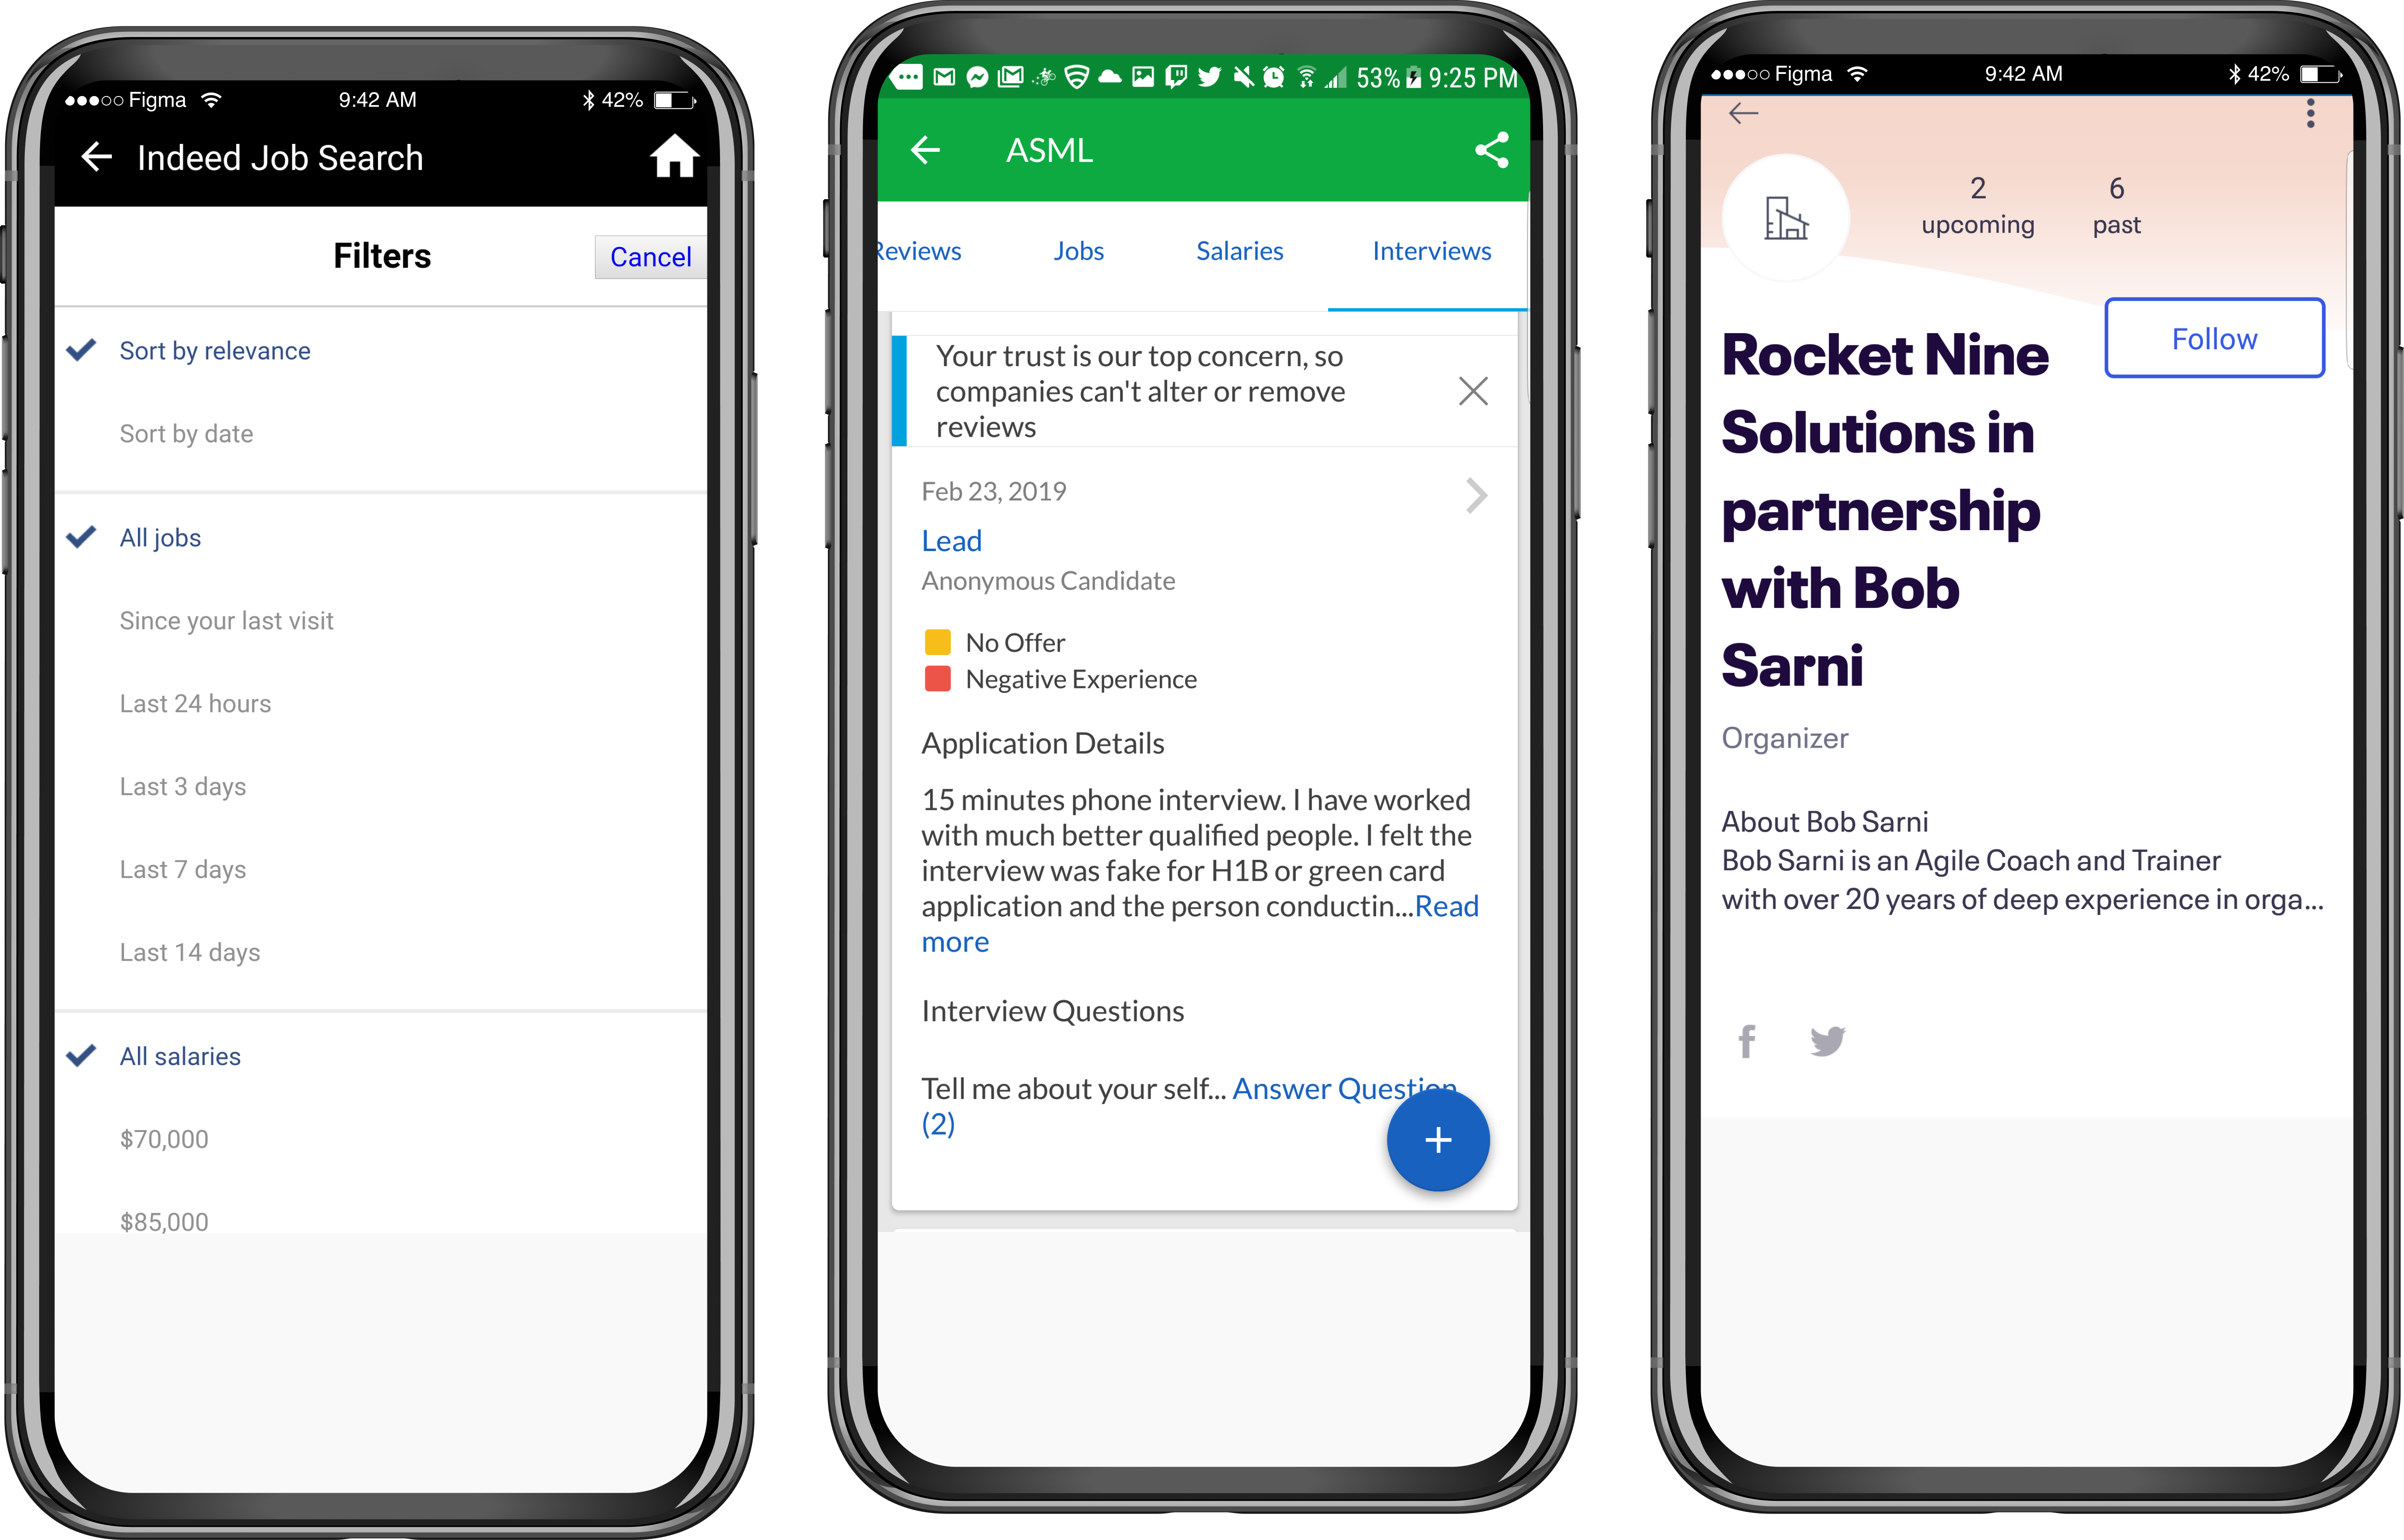 Figma 9:42 AM 42%
Indeed Job Search
Filters Cancel
Sort by relevance
Sort by date
All jobs
Since your last visit
Last 24 hours
Last 3 days
Last 7 days
Last 14 days
All salaries
$70,000
$85,000
53% 9:25 PM
ASML
Reviews Jobs Salaries Interviews
Your trust is our top concern, so
companies can't alter or remove
reviews
Feb 23, 2019
Lead
Anonymous Candidate
No Offer
Negative Experience
Application Details
15 minutes phone interview. I have worked
with much better qualified people. I felt the
interview was fake for H1B or green card
application and the person conductin...Read
more
Interview Questions
Tell me about your self... Answer Question
(2)
+
Figma 9:42 AM 42%
2 6
upcoming past
Follow
Rocket Nine
Solutions in
partnership
with Bob
Sarni
Organizer
About Bob Sarni
Bob Sarni is an Agile Coach and Trainer
with over 20 years of deep experience in orga...